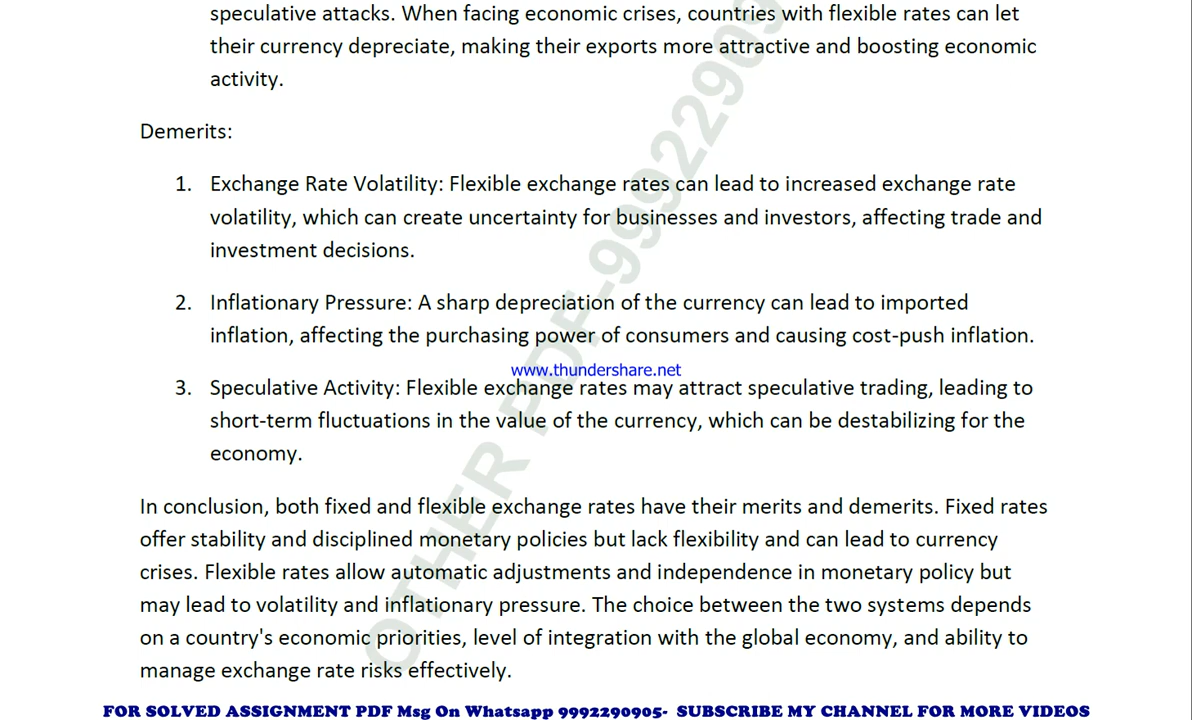 speculative attacks. When facing economic crises, countries with flexible rates can let
their currency depreciate, making their exports more attractive and boosting economic
activity.
Demerits:
1. Exchange Rate Volatility: Flexible exchange rates can lead to increased exchange rate
volatility, which can create uncertainty for businesses and investors, affecting trade and
investment decisions.
2. Inflationary Pressure: A sharp depreciation of the currency can lead to imported
inflation, affecting the purchasing power of consumers and causing cost-push inflation.
www.thundershare.net
3. Speculative Activity: Flexible exchange rates may attract speculative trading, leading to
short-term fluctuations in the value of the currency, which can be destabilizing for the
economy.
In conclusion, both fixed and flexible exchange rates have their merits and demerits. Fixed rates
offer stability and disciplined monetary policies but lack flexibility and can lead to currency
crises. Flexible rates allow automatic adjustments and independence in monetary policy but
may lead to volatility and inflationary pressure. The choice between the two systems depends
on a country's economic priorities, level of integration with the global economy, and ability to
manage exchange rate risks effectively.
OTHER PDF-99922909
FOR SOLVED ASSIGNMENT PDF Msg On Whatsapp 9992290905- SUBSCRIBE MY CHANNEL FOR MORE VIDEOS